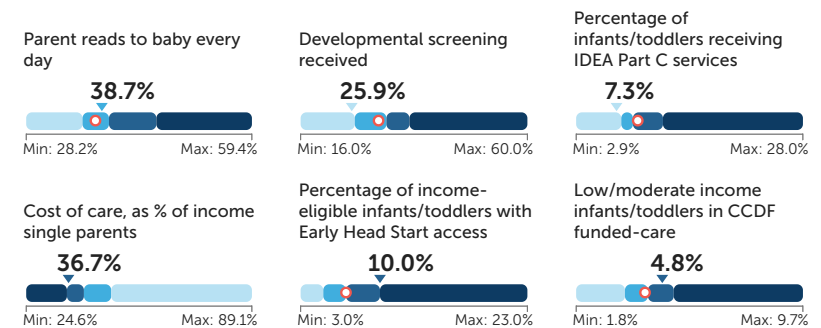 Parent reads to baby every
day
38.7%
Min: 28.2%
Max: 59.4%
Developmental screening
received
25.9%
Min: 16.0%
Max: 60.0%
Percentage of
infants/toddlers receiving
IDEA Part C services
7.3%
Min: 2.9%
Max: 28.0%
Cost of care, as % of income
single parents
36.7%
Min: 24.6%
Max: 89.1%
Percentage of income-
eligible infants/toddlers with
Early Head Start access
10.0%
Min: 3.0%
Max: 23.0%
Low/moderate income
infants/toddlers in CCDF
funded-care
4.8%
Min: 1.8%
Max: 9.7%